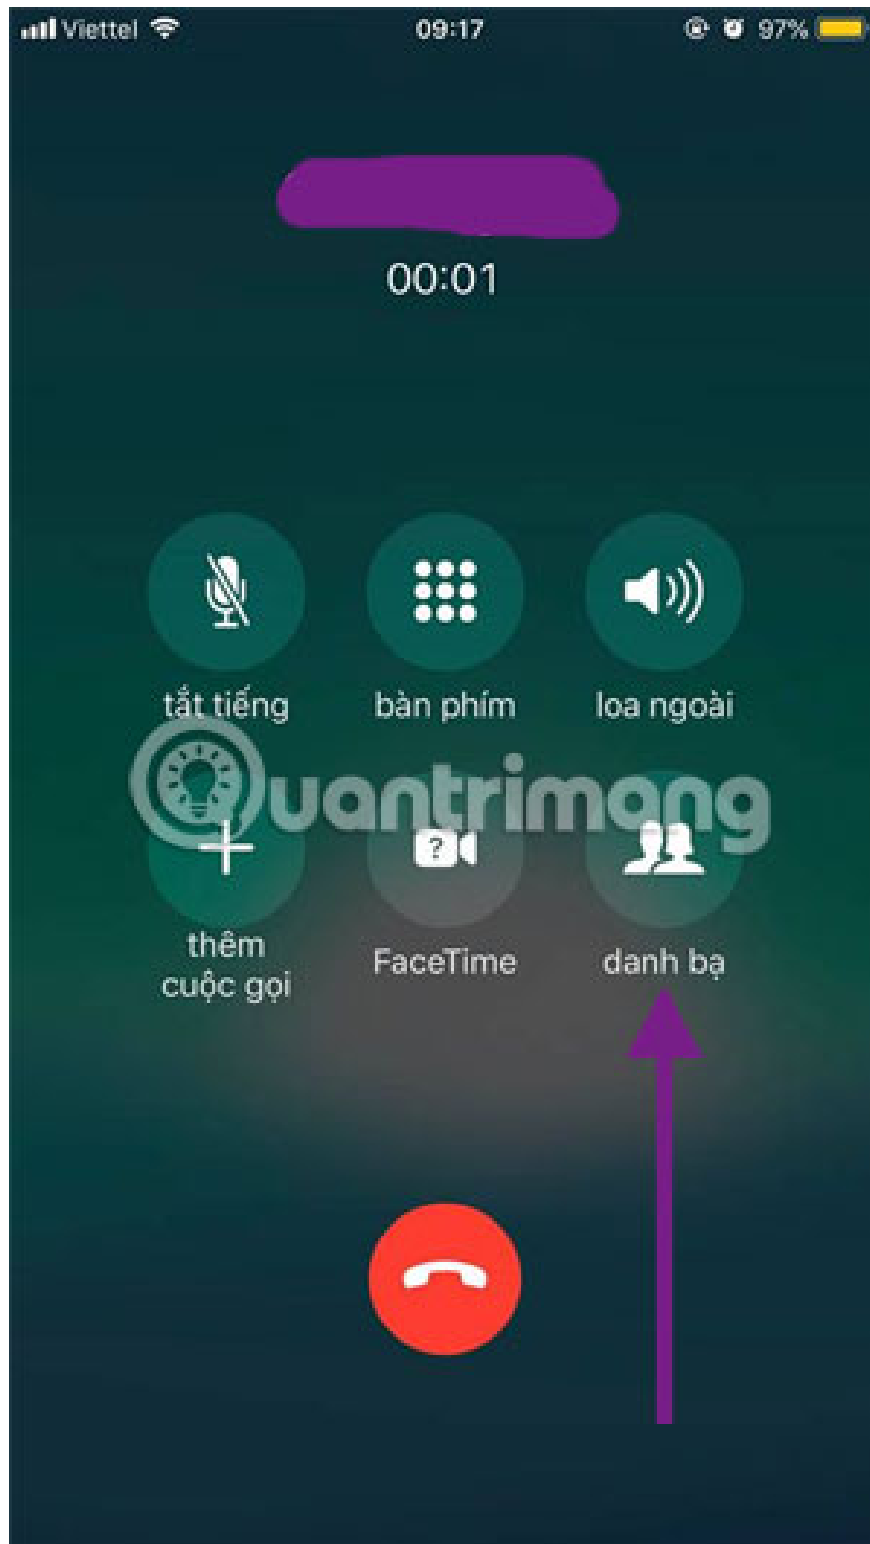 Viettel 09:17 97%
00:01
tắt tiếng bàn phím loa ngoài
Quantrimang
?
thêm
cuộc gọi FaceTime danh bạ